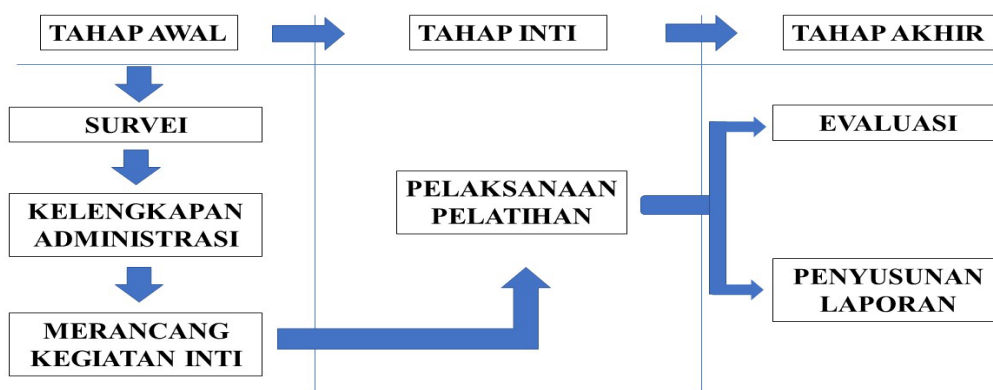 TAHAP AWAL
TAHAP INTI
TAHAP AKHIR
SURVEI
KELENGKAPAN
ADMINISTRASI
MERANCANG
KEGIATAN INTI
PELAKSANAAN
PELATIHAN
EVALUASI
PENYUSUNAN
LAPORAN